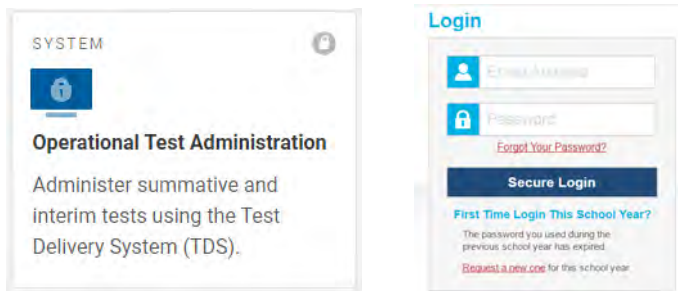 SYSTEM
Operational Test Administration
Administer summative and
interim tests using the Test
Delivery System (TDS).
Login
Email Address
Password
Forgot Your Password?
Secure Login
First Time Login This School Year?
The password you used during the
previous school year has expired.
Request a new one for this school year.